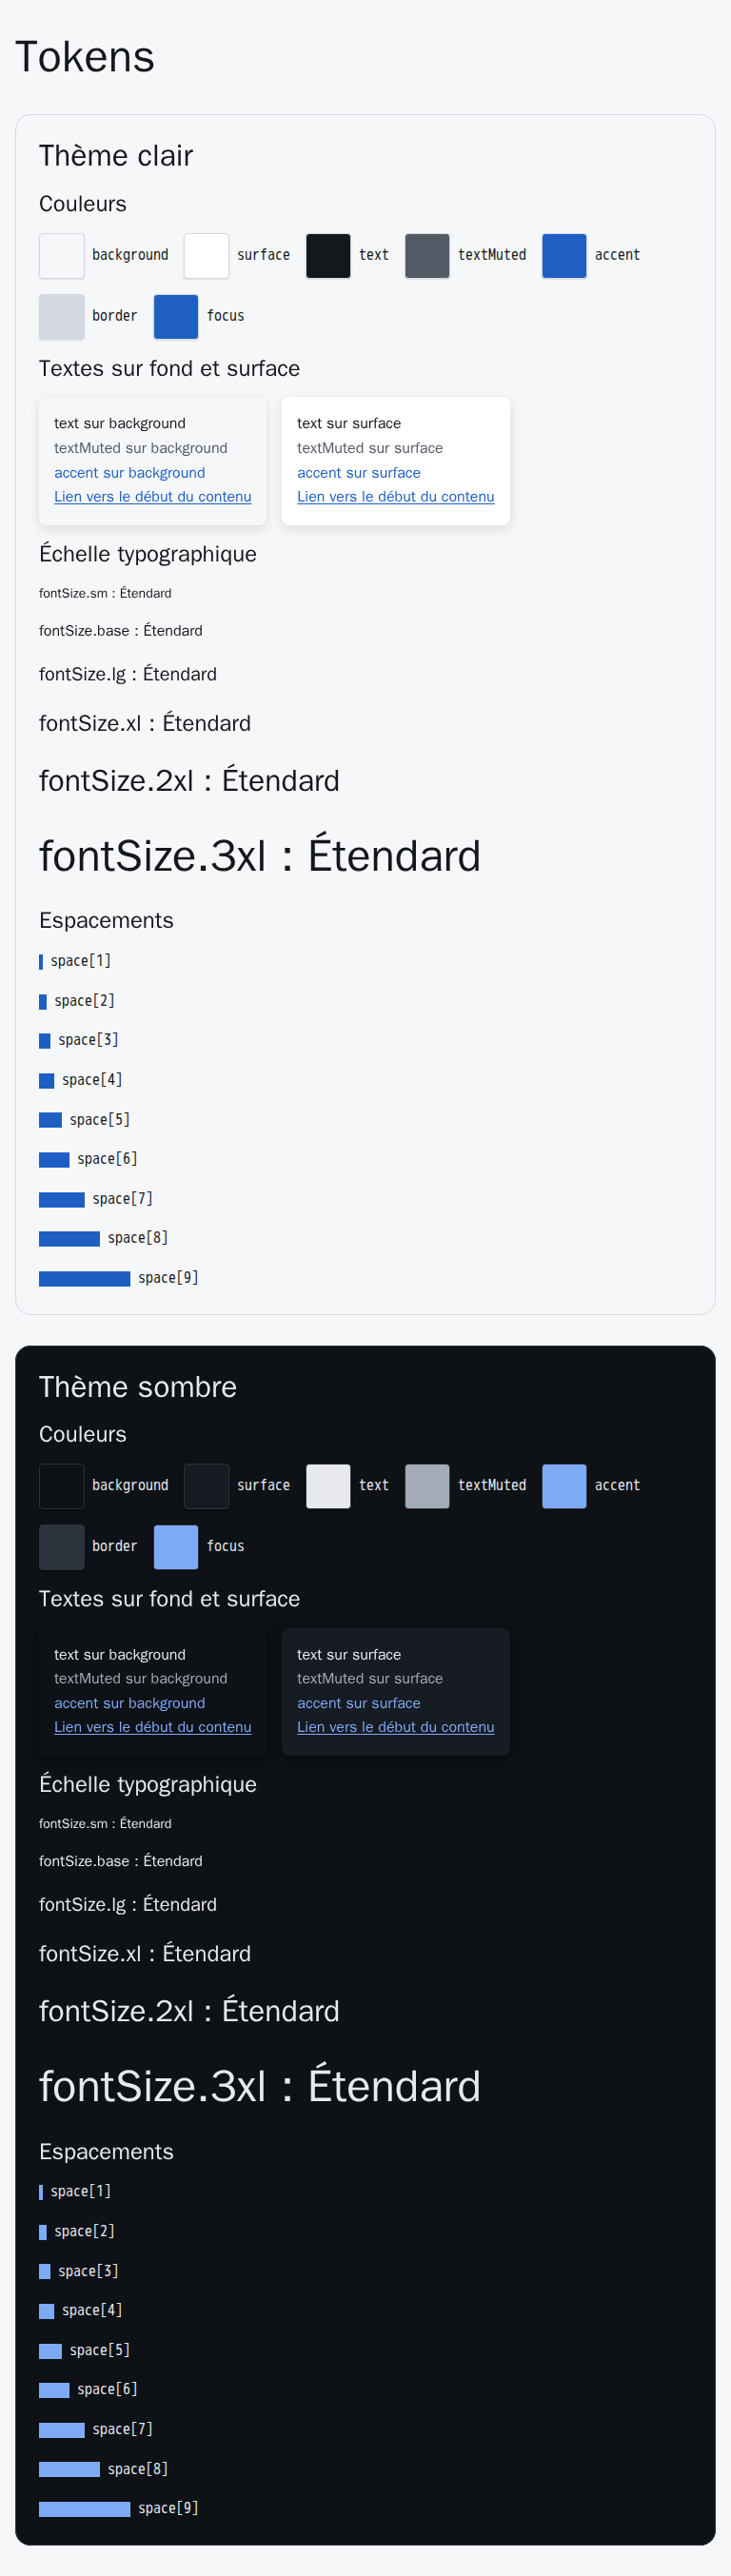 Tokens
Thème clair
Couleurs
background surface text textMuted accent
border focus
Textes sur fond et surface
text sur background
textMuted sur background
accent sur background
Lien vers le début du contenu
text sur surface
textMuted sur surface
accent sur surface
Lien vers le début du contenu
Échelle typographique
fontSize.sm : Étendard
fontSize.base : Étendard
fontSize.lg : Étendard
fontSize.xl : Étendard
fontSize.2xl : Étendard
fontSize.3xl : Étendard
Espacements
space[1]
space[2]
space[3]
space[4]
space[5]
space[6]
space[7]
space[8]
space[9]
Thème sombre
Couleurs
background surface text textMuted accent
border focus
Textes sur fond et surface
text sur background
textMuted sur background
accent sur background
Lien vers le début du contenu
text sur surface
textMuted sur surface
accent sur surface
Lien vers le début du contenu
Échelle typographique
fontSize.sm : Étendard
fontSize.base : Étendard
fontSize.lg : Étendard
fontSize.xl : Étendard
fontSize.2xl : Étendard
fontSize.3xl : Étendard
Espacements
space[1]
space[2]
space[3]
space[4]
space[5]
space[6]
space[7]
space[8]
space[9]